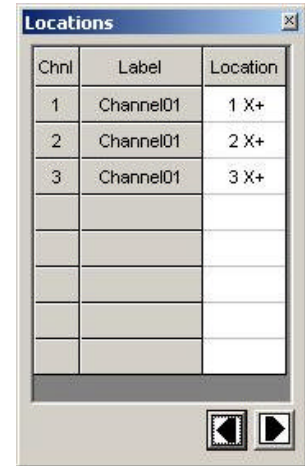 Locations
Chnl Label Location
1 Channel01 1 X+
2 Channel01 2 X+
3 Channel01 3 X+